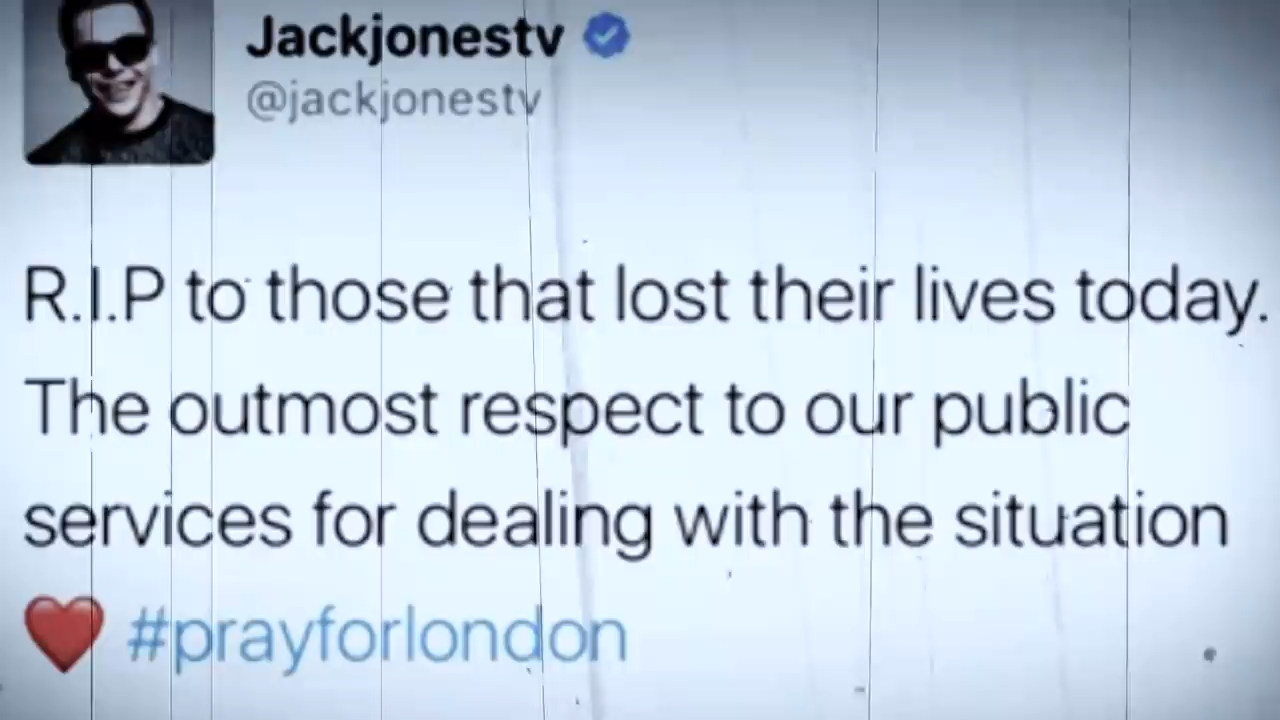 Jackjonestv
@jackjonestv
R.I.P to those that lost their lives today.
The outmost respect to our public
services for dealing with the situation
❤️ #prayforlondon